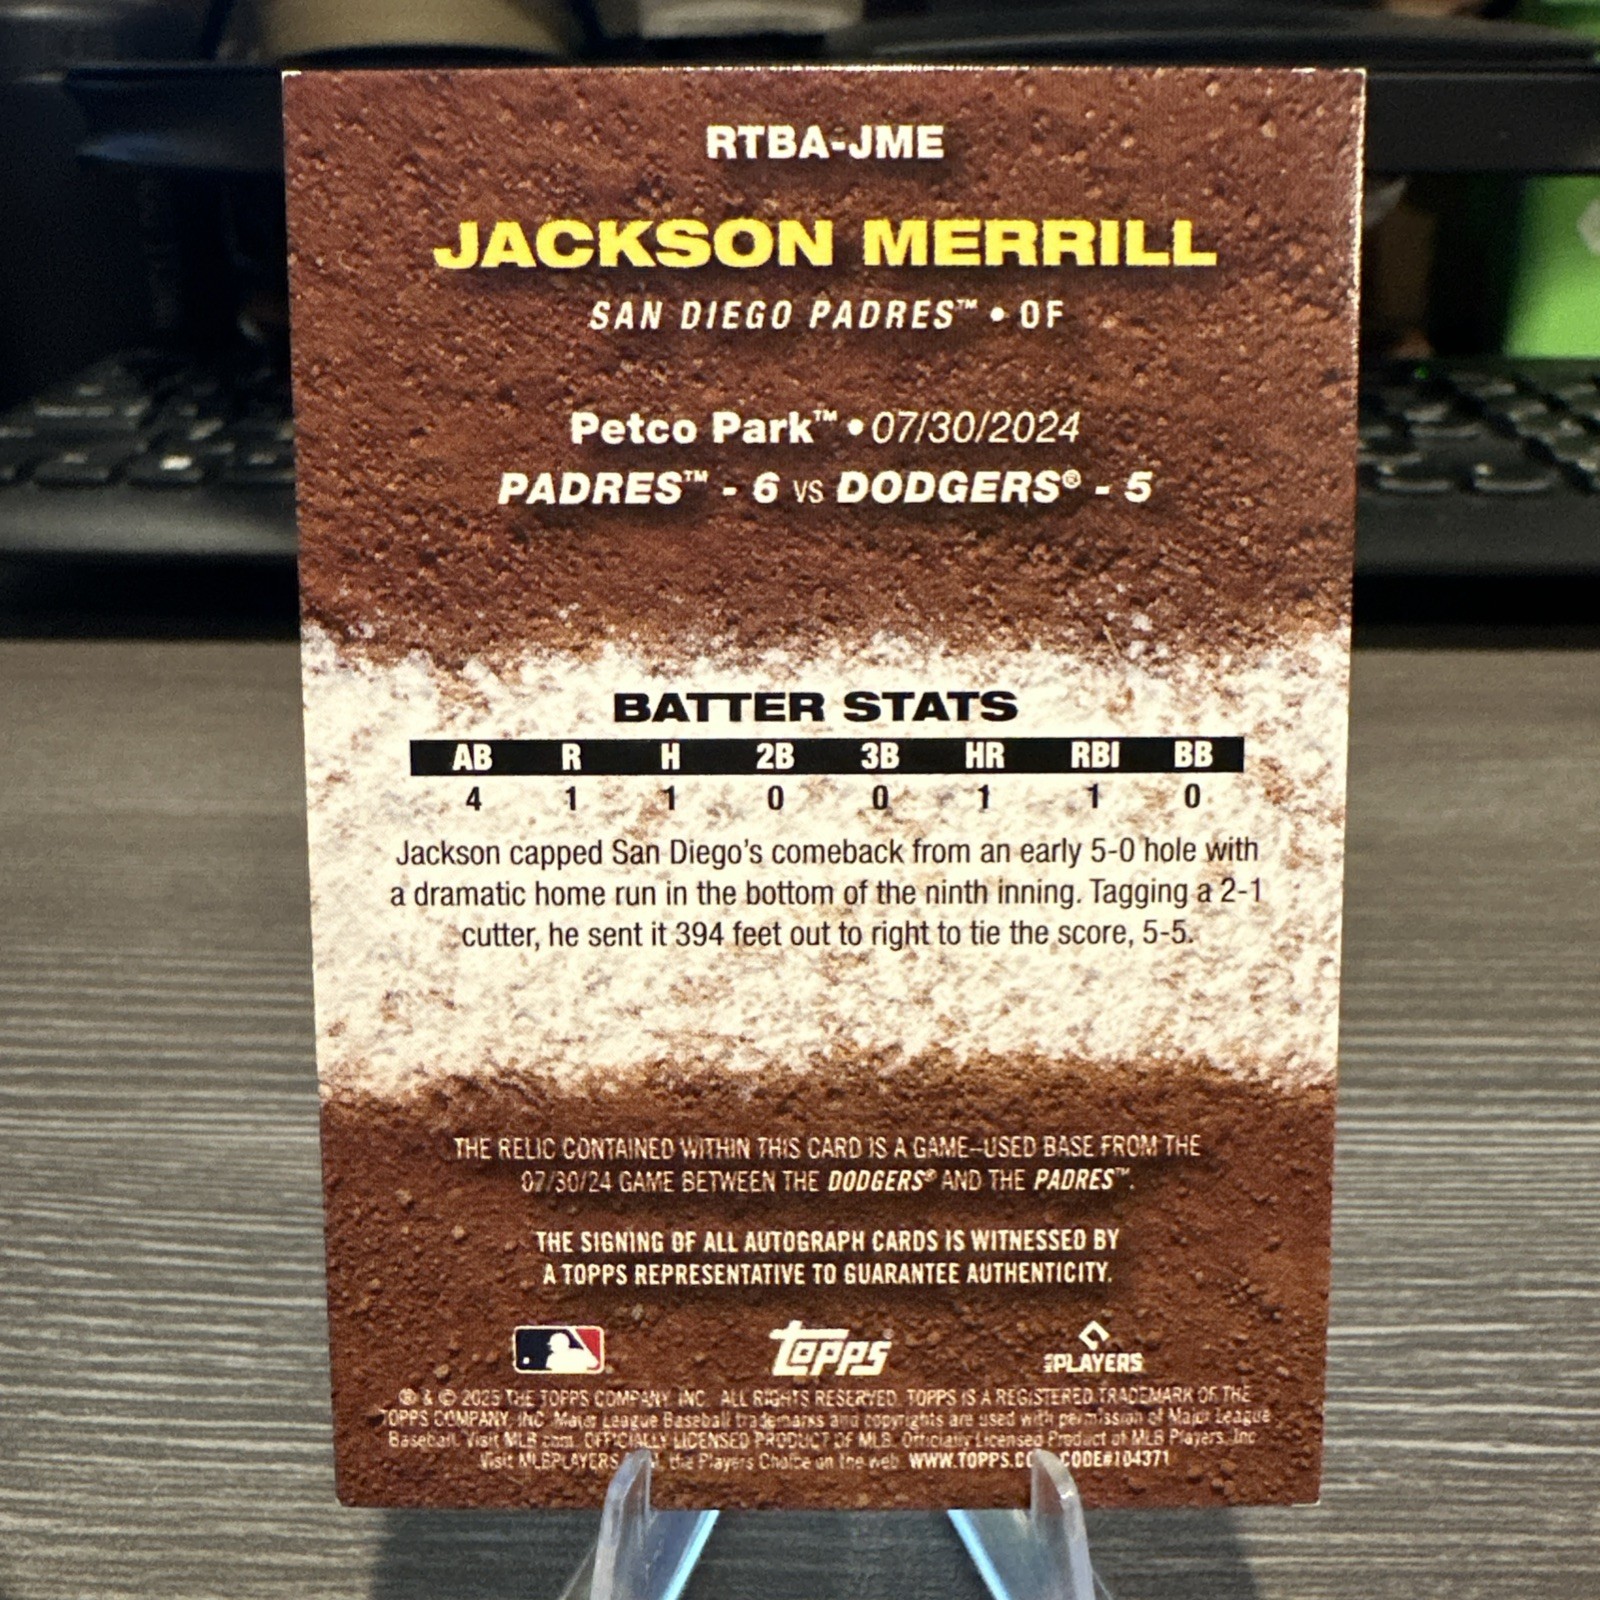 RTBA-JME
JACKSON MERRILL
SAN DIEGO PADRES™ • OF
Petco Park™ • 07/30/2024
PADRES™ - 6 VS DODGERS® - 5
BATTER STATS
AB R H 2B 3B HR RBI BB
4 1 1 0 0 1 1 0
Jackson capped San Diego's comeback from an early 5-0 hole with
a dramatic home run in the bottom of the ninth inning. Tagging a 2-1
cutter, he sent it 394 feet out to right to tie the score, 5-5.
THE RELIC CONTAINED WITHIN THIS CARD IS A GAME-USED BASE FROM THE
07/30/24 GAME BETWEEN THE DODGERS® AND THE PADRES™.
THE SIGNING OF ALL AUTOGRAPH CARDS IS WITNESSED BY
A TOPPS REPRESENTATIVE TO GUARANTEE AUTHENTICITY.
topps PLAYERS
® & © 2025 THE TOPPS COMPANY, INC. ALL RIGHTS RESERVED. TOPPS IS A REGISTERED TRADEMARK OF THE
TOPPS COMPANY, INC. Major League Baseball trademarks and copyrights are used with permission of Major League
Baseball. Visit MLB.com. OFFICIALLY LICENSED PRODUCT OF MLB. Officially Licensed Product of MLB Players, Inc.
Visit MLBPLAYERS the Players Choice on the web. WWW.TOPPS.CO CODE#104371